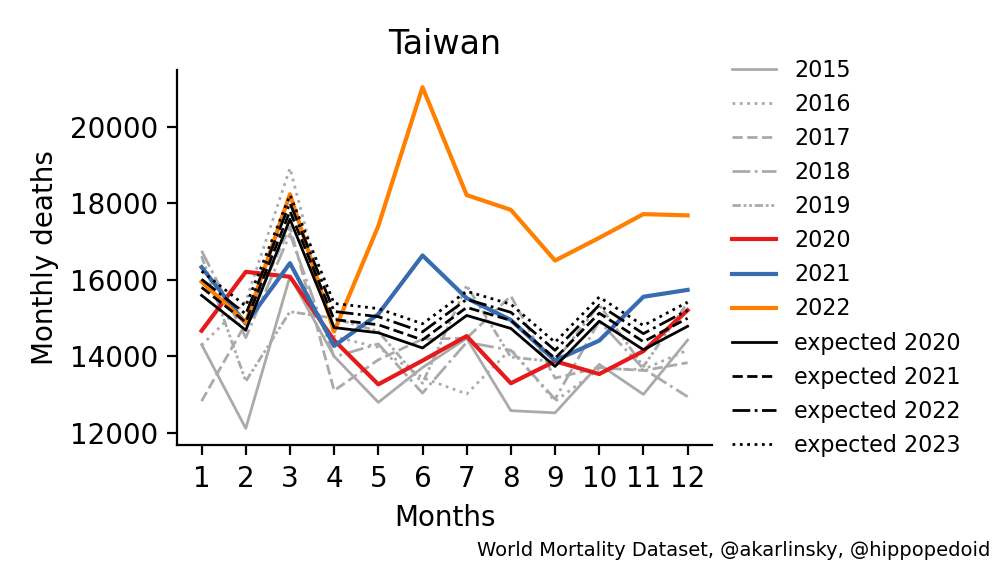 Taiwan
Monthly deaths
20000
18000
16000
14000
12000
1 2 3 4 5 6 7 8 9 10 11 12
Months
2015
2016
2017
2018
2019
2020
2021
2022
expected 2020
expected 2021
expected 2022
expected 2023
World Mortality Dataset, @akarlinsky, @hippopedoid